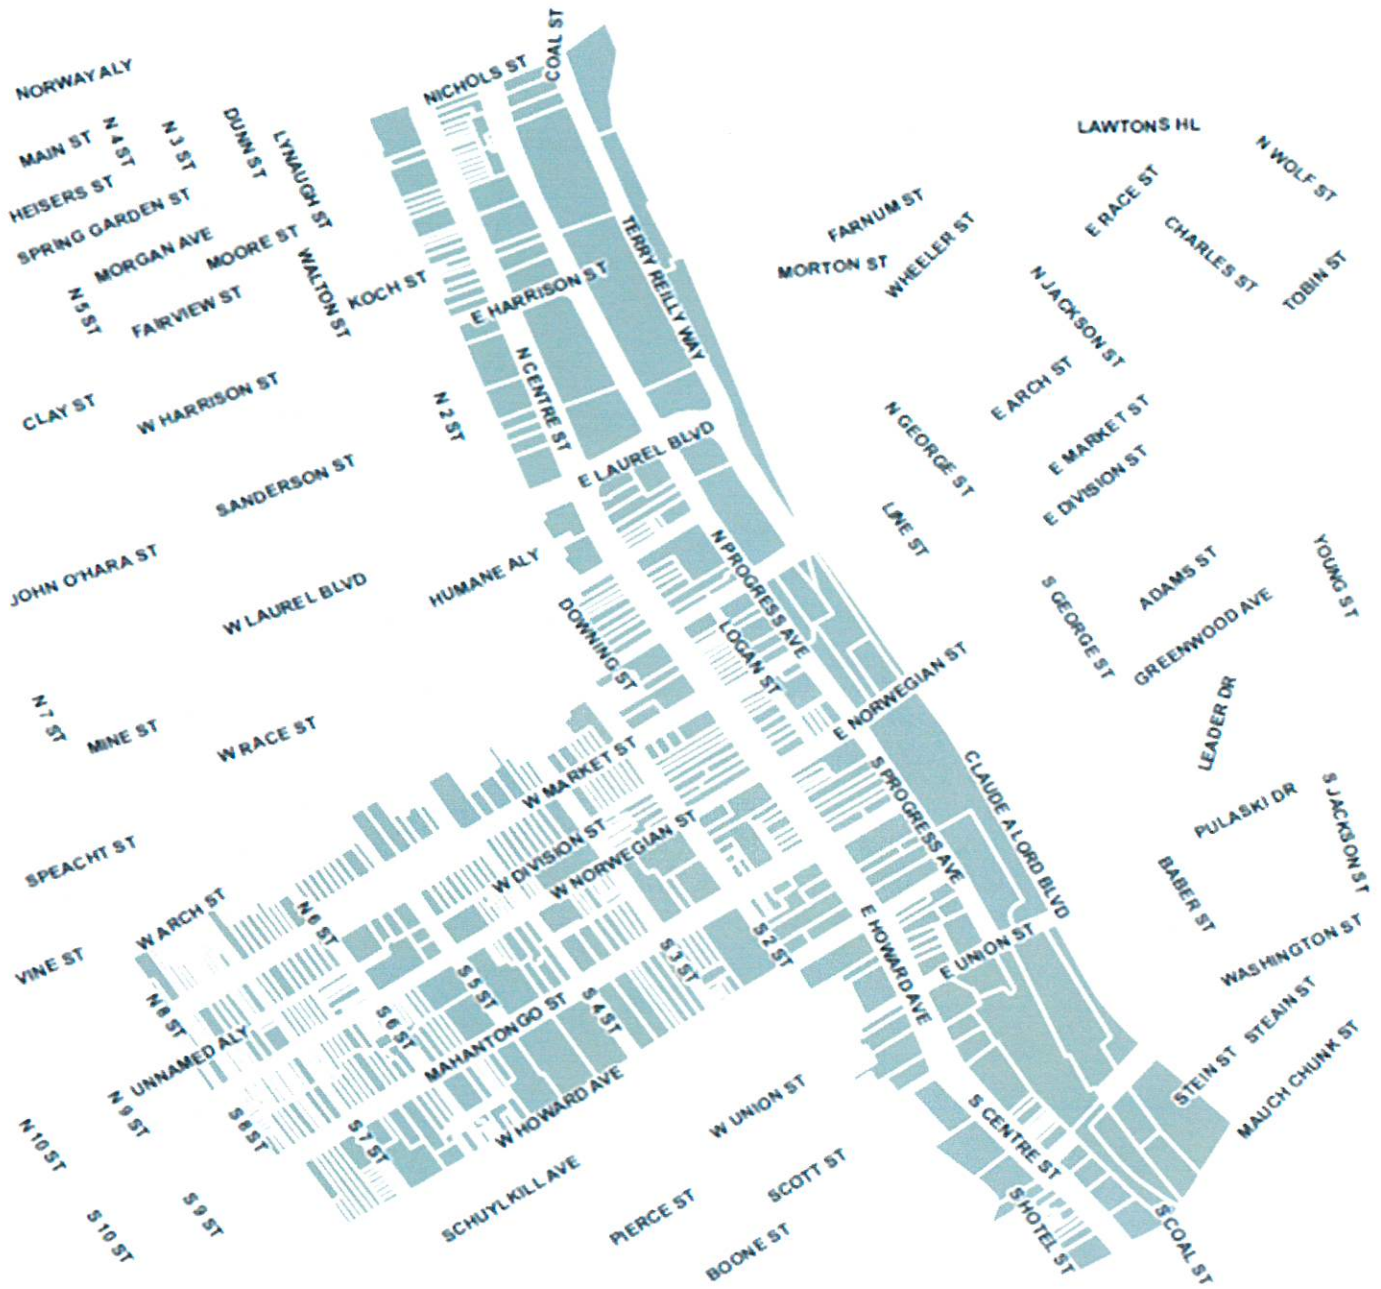 COAL ST
NICHOLS ST
NORWAY ALY
MAIN ST
N 4 ST
N 3 ST
DUNN ST
LYNAUGH ST
HEISERS ST
SPRING GARDEN ST
MORGAN AVE
MOORE ST
WALTON ST
KOCH ST
N 5 ST
FAIRVIEW ST
E HARRISON ST
TERRY REILLY WAY
LAWTONS HL
N WOLF ST
E RACE ST
FARNUM ST
WHEELER ST
MORTON ST
CHARLES ST
TOBIN ST
N JACKSON ST
CLAY ST
W HARRISON ST
N 2 ST
N CENTRE ST
E ARCH ST
N GEORGE ST
E MARKET ST
E DIVISION ST
SANDERSON ST
E LAUREL BLVD
LINE ST
JOHN O'HARA ST
W LAUREL BLVD
HUMANE ALY
DOWNING ST
N PROGRESS AVE
LOGAN ST
S GEORGE ST
ADAMS ST
GREENWOOD AVE
YOUNG ST
E NORWEGIAN ST
LEADER DR
N 7 ST
MINE ST
W RACE ST
W MARKET ST
S PROGRESS AVE
CLAUDE A LORD BLVD
PULASKI DR
S JACKSON ST
SPEACHT ST
W DIVISION ST
W NORWEGIAN ST
BABER ST
W ARCH ST
N 6 ST
VINE ST
S 2 ST
S 3 ST
E HOWARD AVE
E UNION ST
WASHINGTON ST
N 8 ST
S 5 ST
S 4 ST
S 6 ST
MAHANTONGO ST
UNNAMED ALY
STEIN ST
STEAIN ST
MAUCH CHUNK ST
N 9 ST
N 10 ST
S 8 ST
S 7 ST
W HOWARD AVE
W UNION ST
S CENTRE ST
SCHUYLKILL AVE
SCOTT ST
PIERCE ST
BOONE ST
S 9 ST
S 10 ST
S HOTEL ST
S COAL ST